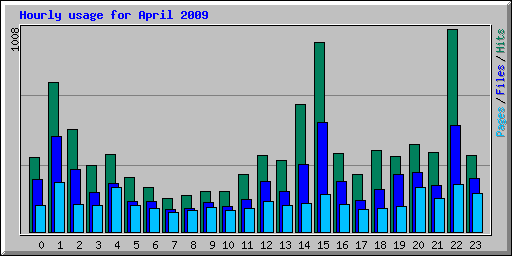 Hourly usage for April 2009
1008
Pages / Files / Hits
0 1 2 3 4 5 6 7 8 9 10 11 12 13 14 15 16 17 18 19 20 21 22 23